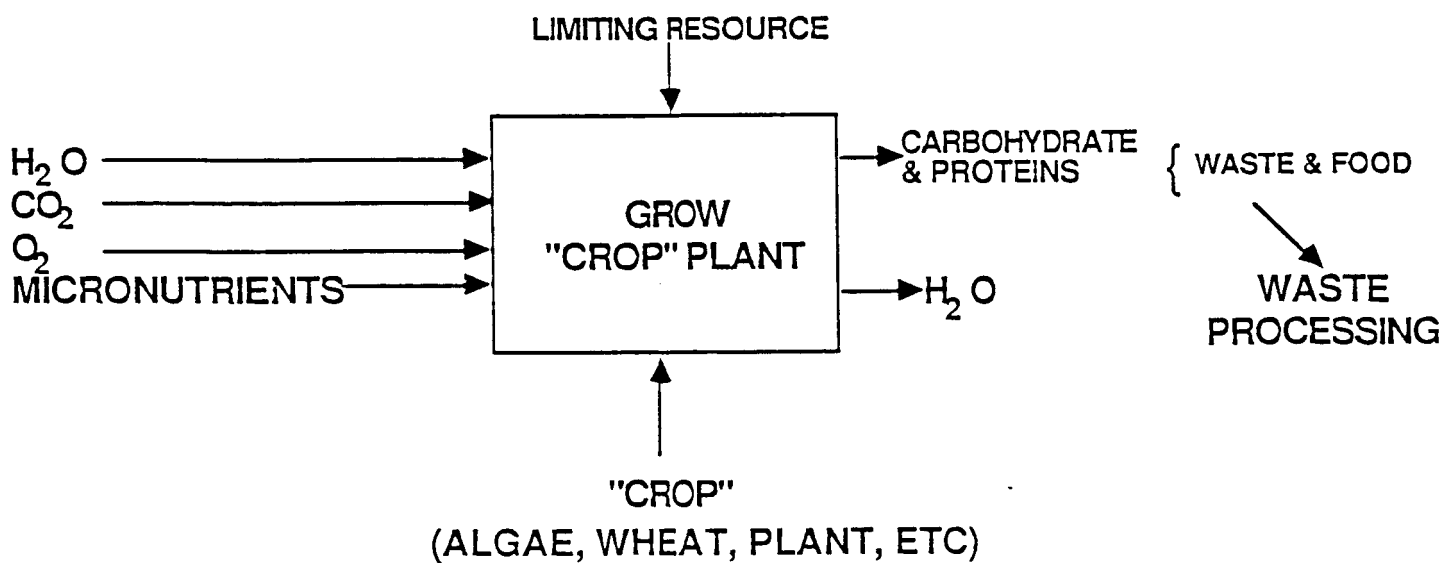 LIMITING RESOURCE
H₂O
CO₂
O₂
MICRONUTRIENTS
GROW
"CROP" PLANT
CARBOHYDRATE
& PROTEINS
{ WASTE & FOOD
H₂O
WASTE
PROCESSING
"CROP"
(ALGAE, WHEAT, PLANT, ETC)